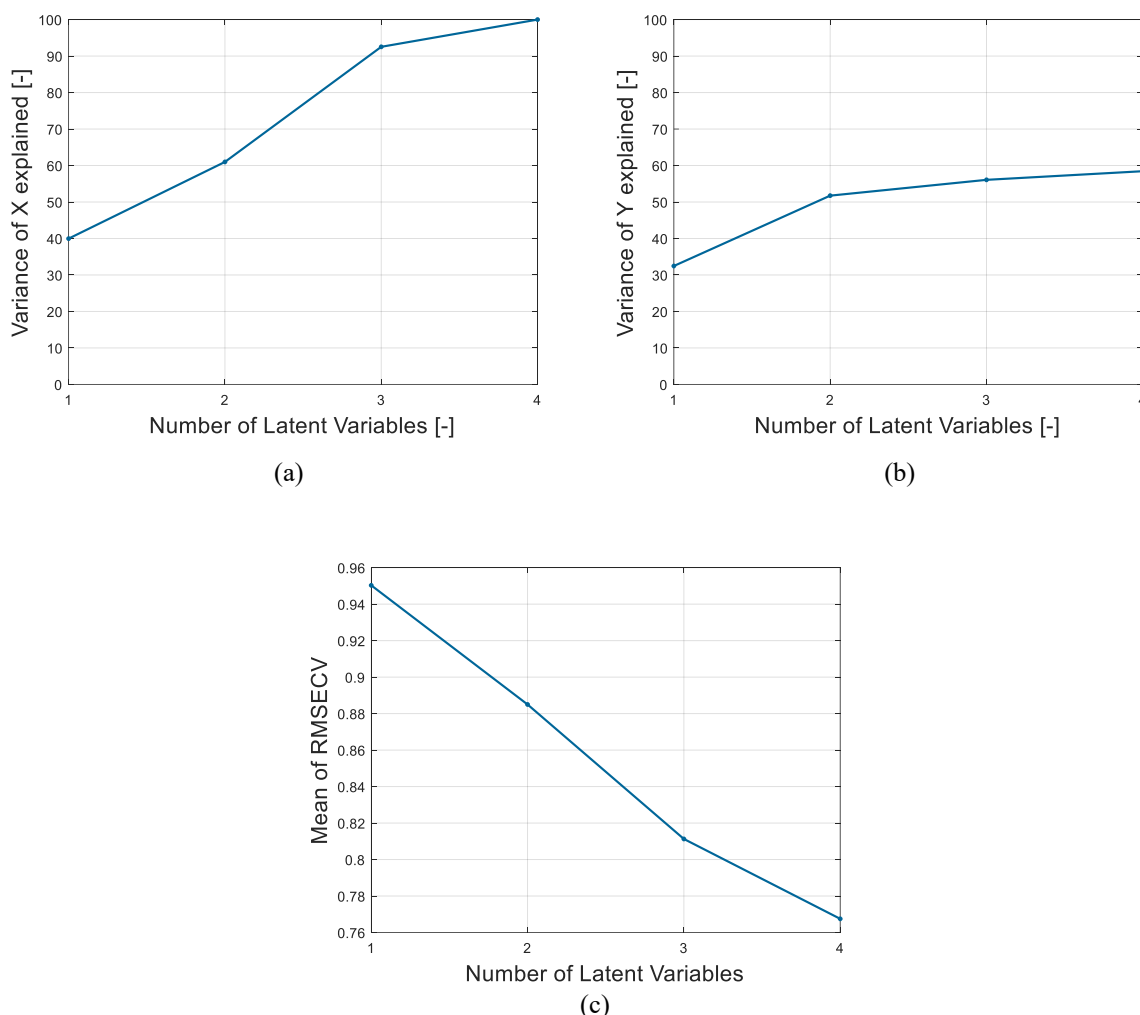 100
90
80
70
60
50
40
30
20
10
0
Variance of X explained [-]
1 2 3 4
Number of Latent Variables [-]
(a)
100
90
80
70
60
50
40
30
20
10
0
Variance of Y explained [-]
1 2 3
Number of Latent Variables [-]
(b)
0.96
0.94
0.92
0.9
0.88
0.86
0.84
0.82
0.8
0.78
0.76
Mean of RMSECV
1 2 3 4
Number of Latent Variables
(c)